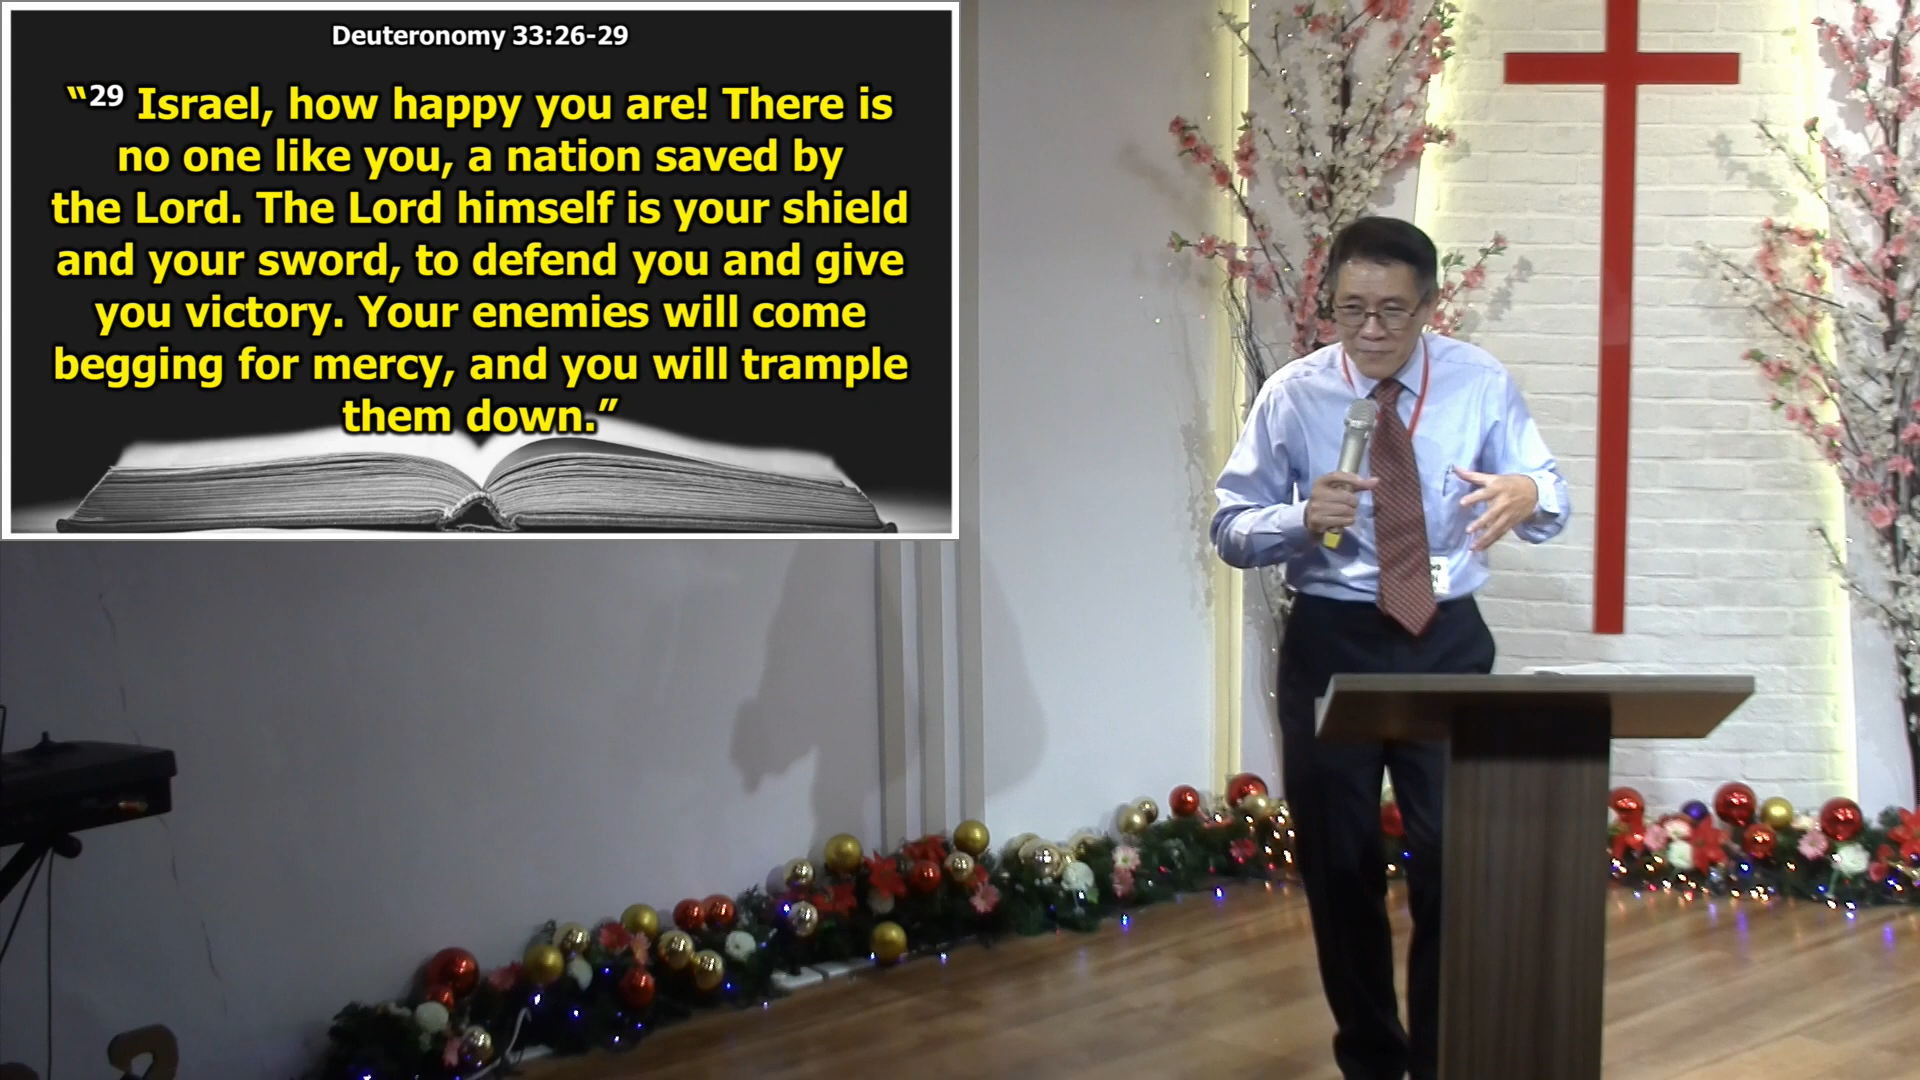 Deuteronomy 33:26-29
“29 Israel, how happy you are! There is
no one like you, a nation saved by
the Lord. The Lord himself is your shield
and your sword, to defend you and give
you victory. Your enemies will come
begging for mercy, and you will trample
them down.”